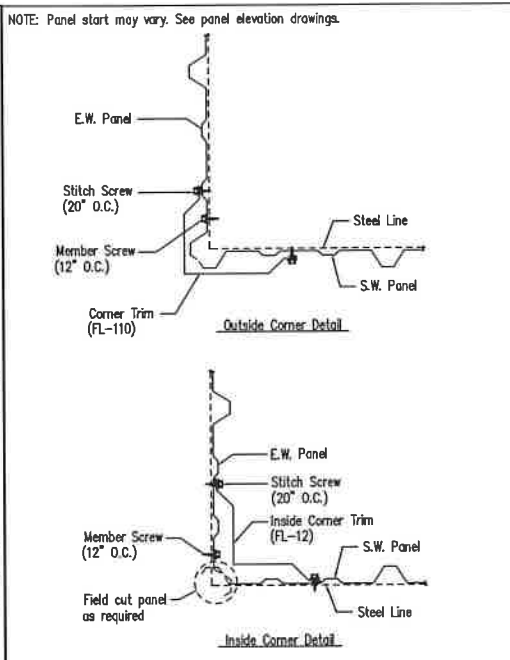 NOTE: Panel start may vary. See panel elevation drawings.
E.W. Panel
Stitch Screw
(20" O.C.)
Steel Line
Member Screw
(12" O.C.)
S.W. Panel
Corner Trim
(FL-110)
Outside Corner Detail
E.W. Panel
Stitch Screw
(20" O.C.)
Inside Corner Trim
(FL-12)
Member Screw
(12" O.C.)
S.W. Panel
Field cut panel
as required
Steel Line
Inside Corner Detail